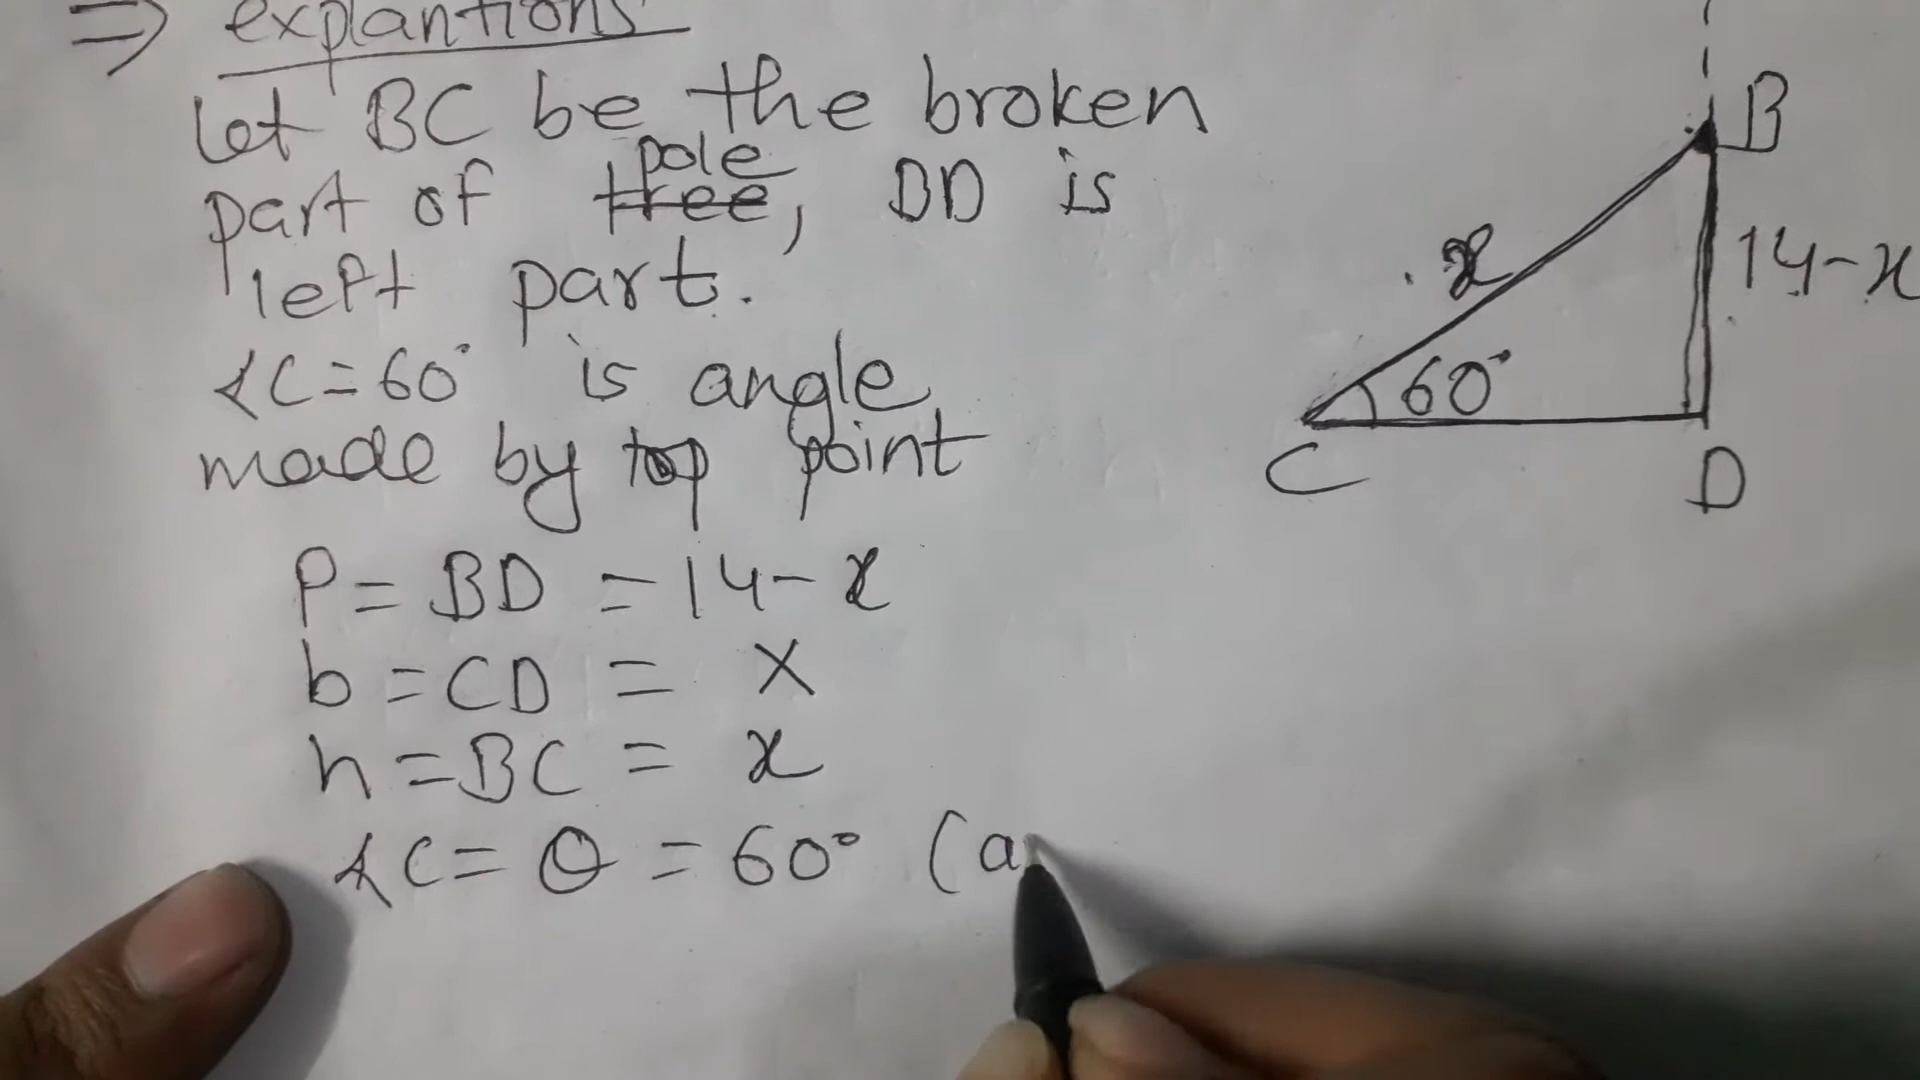 ⇒ explantions
Let BC be the broken
part of tree, pole DD is
left part.
∠C=60° is angle
made by top point
P = BD = 14-x
b = CD = X
h = BC = x
∠C = θ = 60° (a
B
x
14-x
60°
C
D